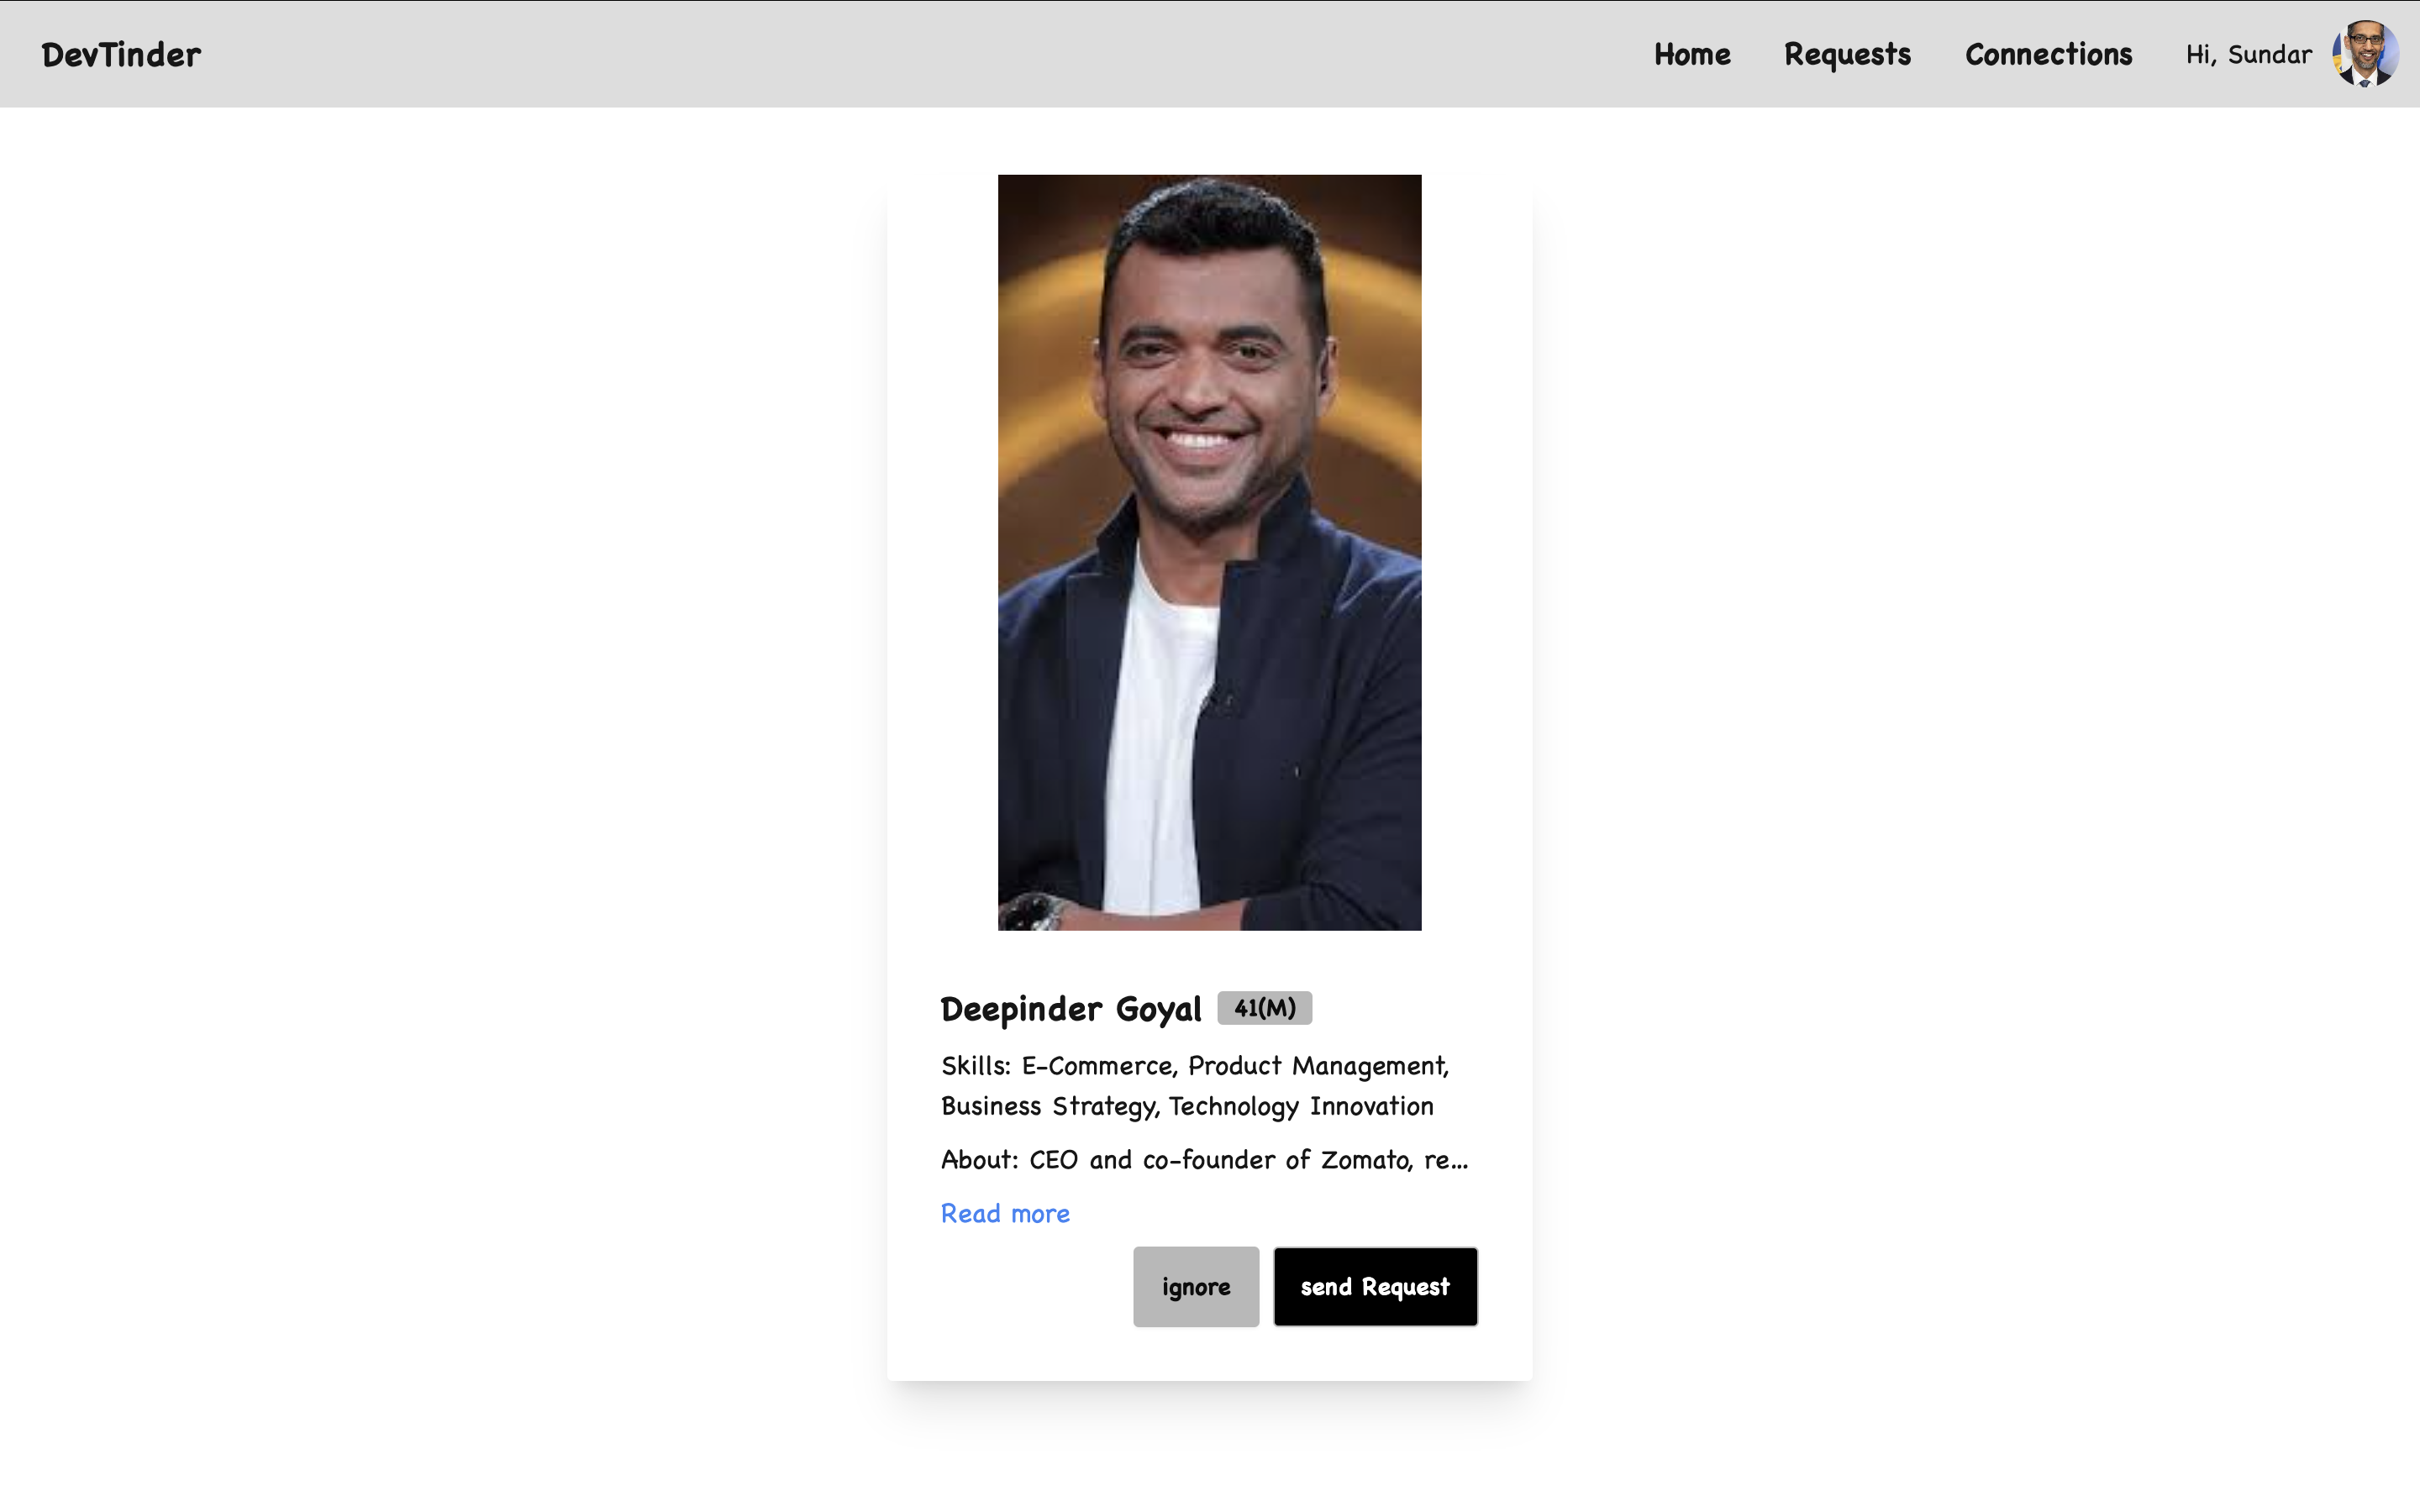 DevTinder
Home
Requests
Connections
Hi, Sundar
Deepinder Goyal 41(M)
Skills: E-Commerce, Product Management,
Business Strategy, Technology Innovation
About: CEO and co-founder of Zomato, re...
Read more
ignore
send Request